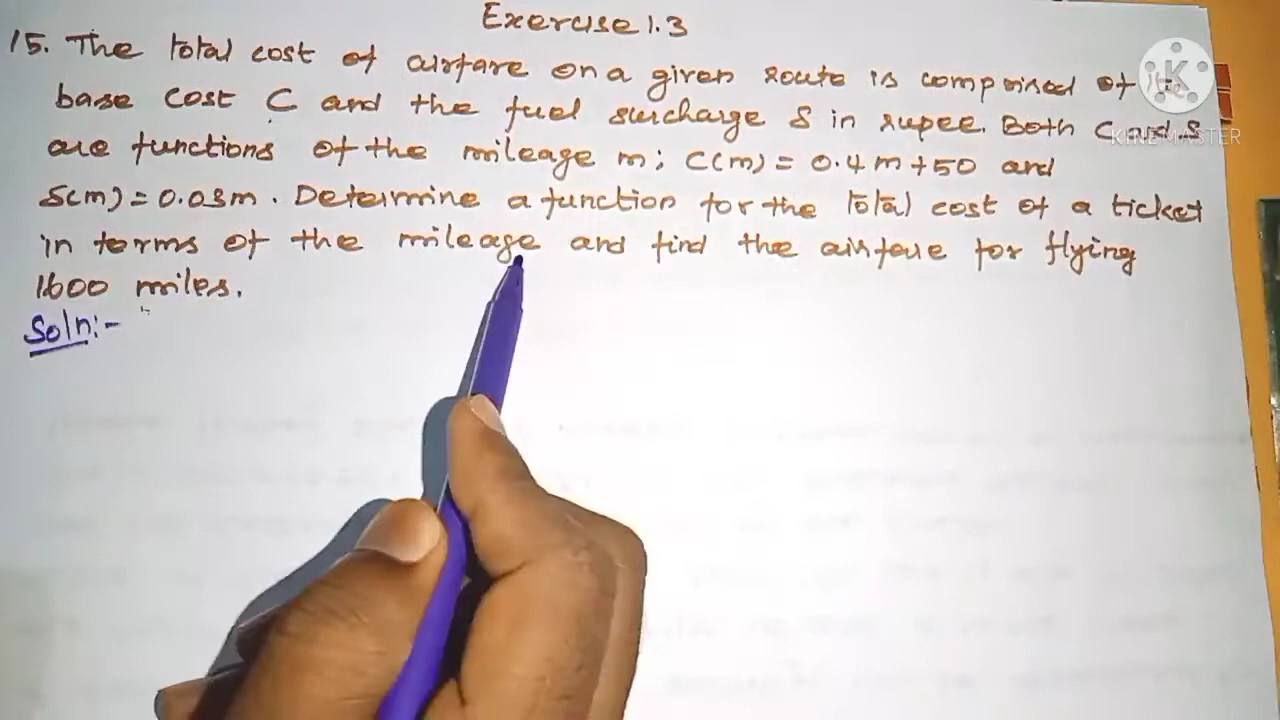 Exercise 1.3
15. The total cost of airfare on a given route is comprised of the
base cost C and the fuel surcharge S in rupee. Both C and S
are functions of the mileage m; C(m) = 0.4m+50 and
S(m) = 0.03m. Determine a function for the total cost of a ticket
in terms of the mileage and find the airfare for flying
1600 miles.
Soln:-
K
KINEMASTER